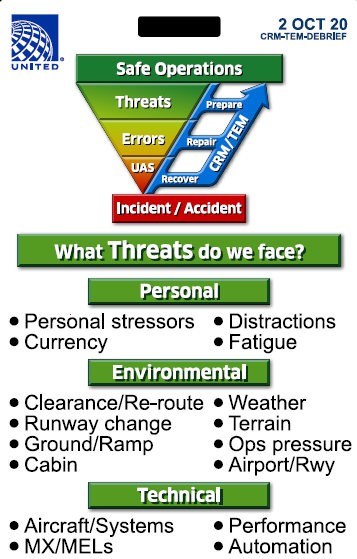 2 OCT 20
CRM-TEM-DEBRIEF
UNITED
Safe Operations
Threats
Prepare
Errors
Repair
CRM/TEM
UAS
Recover
Incident / Accident
What Threats do we face?
Personal
• Personal stressors • Distractions
• Currency • Fatigue
Environmental
• Clearance/Re-route • Weather
• Runway change • Terrain
• Ground/Ramp • Ops pressure
• Cabin • Airport/Rwy
Technical
• Aircraft/Systems • Performance
• MX/MELs • Automation